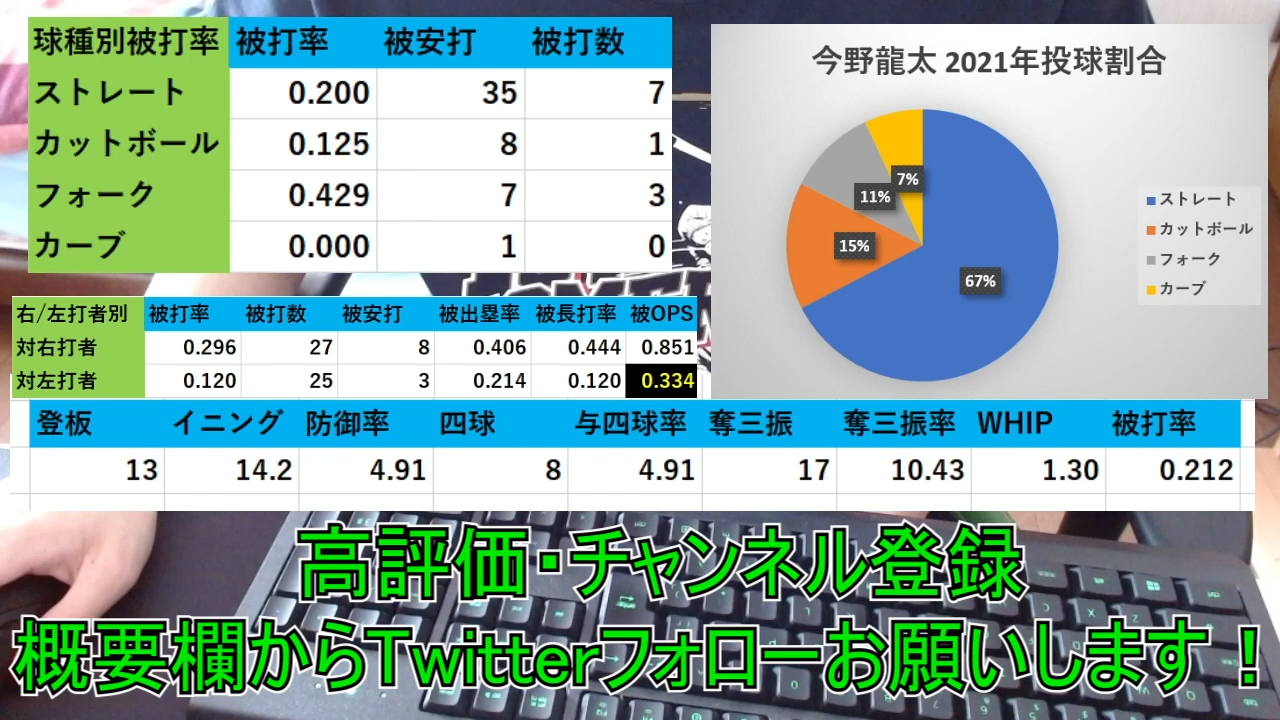 球種別被打率 被打率 被安打 被打数
ストレート 0.200 35 7
カットボール 0.125 8 1
フォーク 0.429 7 3
カーブ 0.000 1 0
今野龍太 2021年投球割合
7%
11%
15%
67%
ストレート
カットボール
フォーク
カーブ
右/左打者別 被打率 被打数 被安打 被出塁率 被長打率 被OPS
対右打者 0.296 27 8 0.406 0.444 0.851
対左打者 0.120 25 3 0.214 0.120 0.334
登板 イニング 防御率 四球 与四球率 奪三振 奪三振率 WHIP 被打率
13 14.2 4.91 8 4.91 17 10.43 1.30 0.212
高評価・チャンネル登録
概要欄からTwitterフォローお願いします！